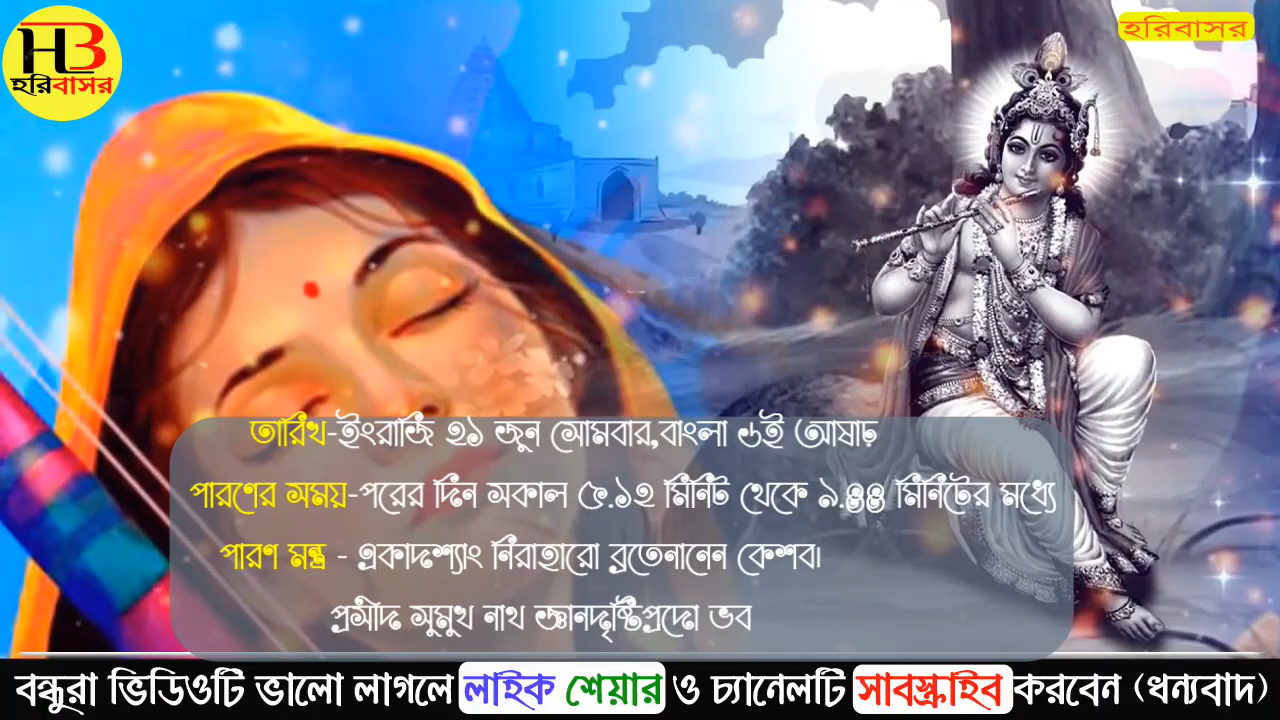 HB
হরিবাসর
হরিবাসর
তারিখ-ইংরাজি ২১ জুন সোমবার,বাংলা ৬ই আষাঢ়
পারণের সময়-পরের দিন সকাল ৫.১২ মিনিট থেকে ৯.৪৪ মিনিটের মধ্যে
পারণ মন্ত্র - একাদশ্যাং নিরাহারো ব্রতেনানেন কেশব।
প্রসীদ সুমুখ নাথ জ্ঞানদৃষ্টিপ্রদো ভব
বন্ধুরা ভিডিওটি ভালো লাগলে লাইক শেয়ার ও চ্যানেলটি সাবস্ক্রাইব করবেন (ধন্যবাদ)